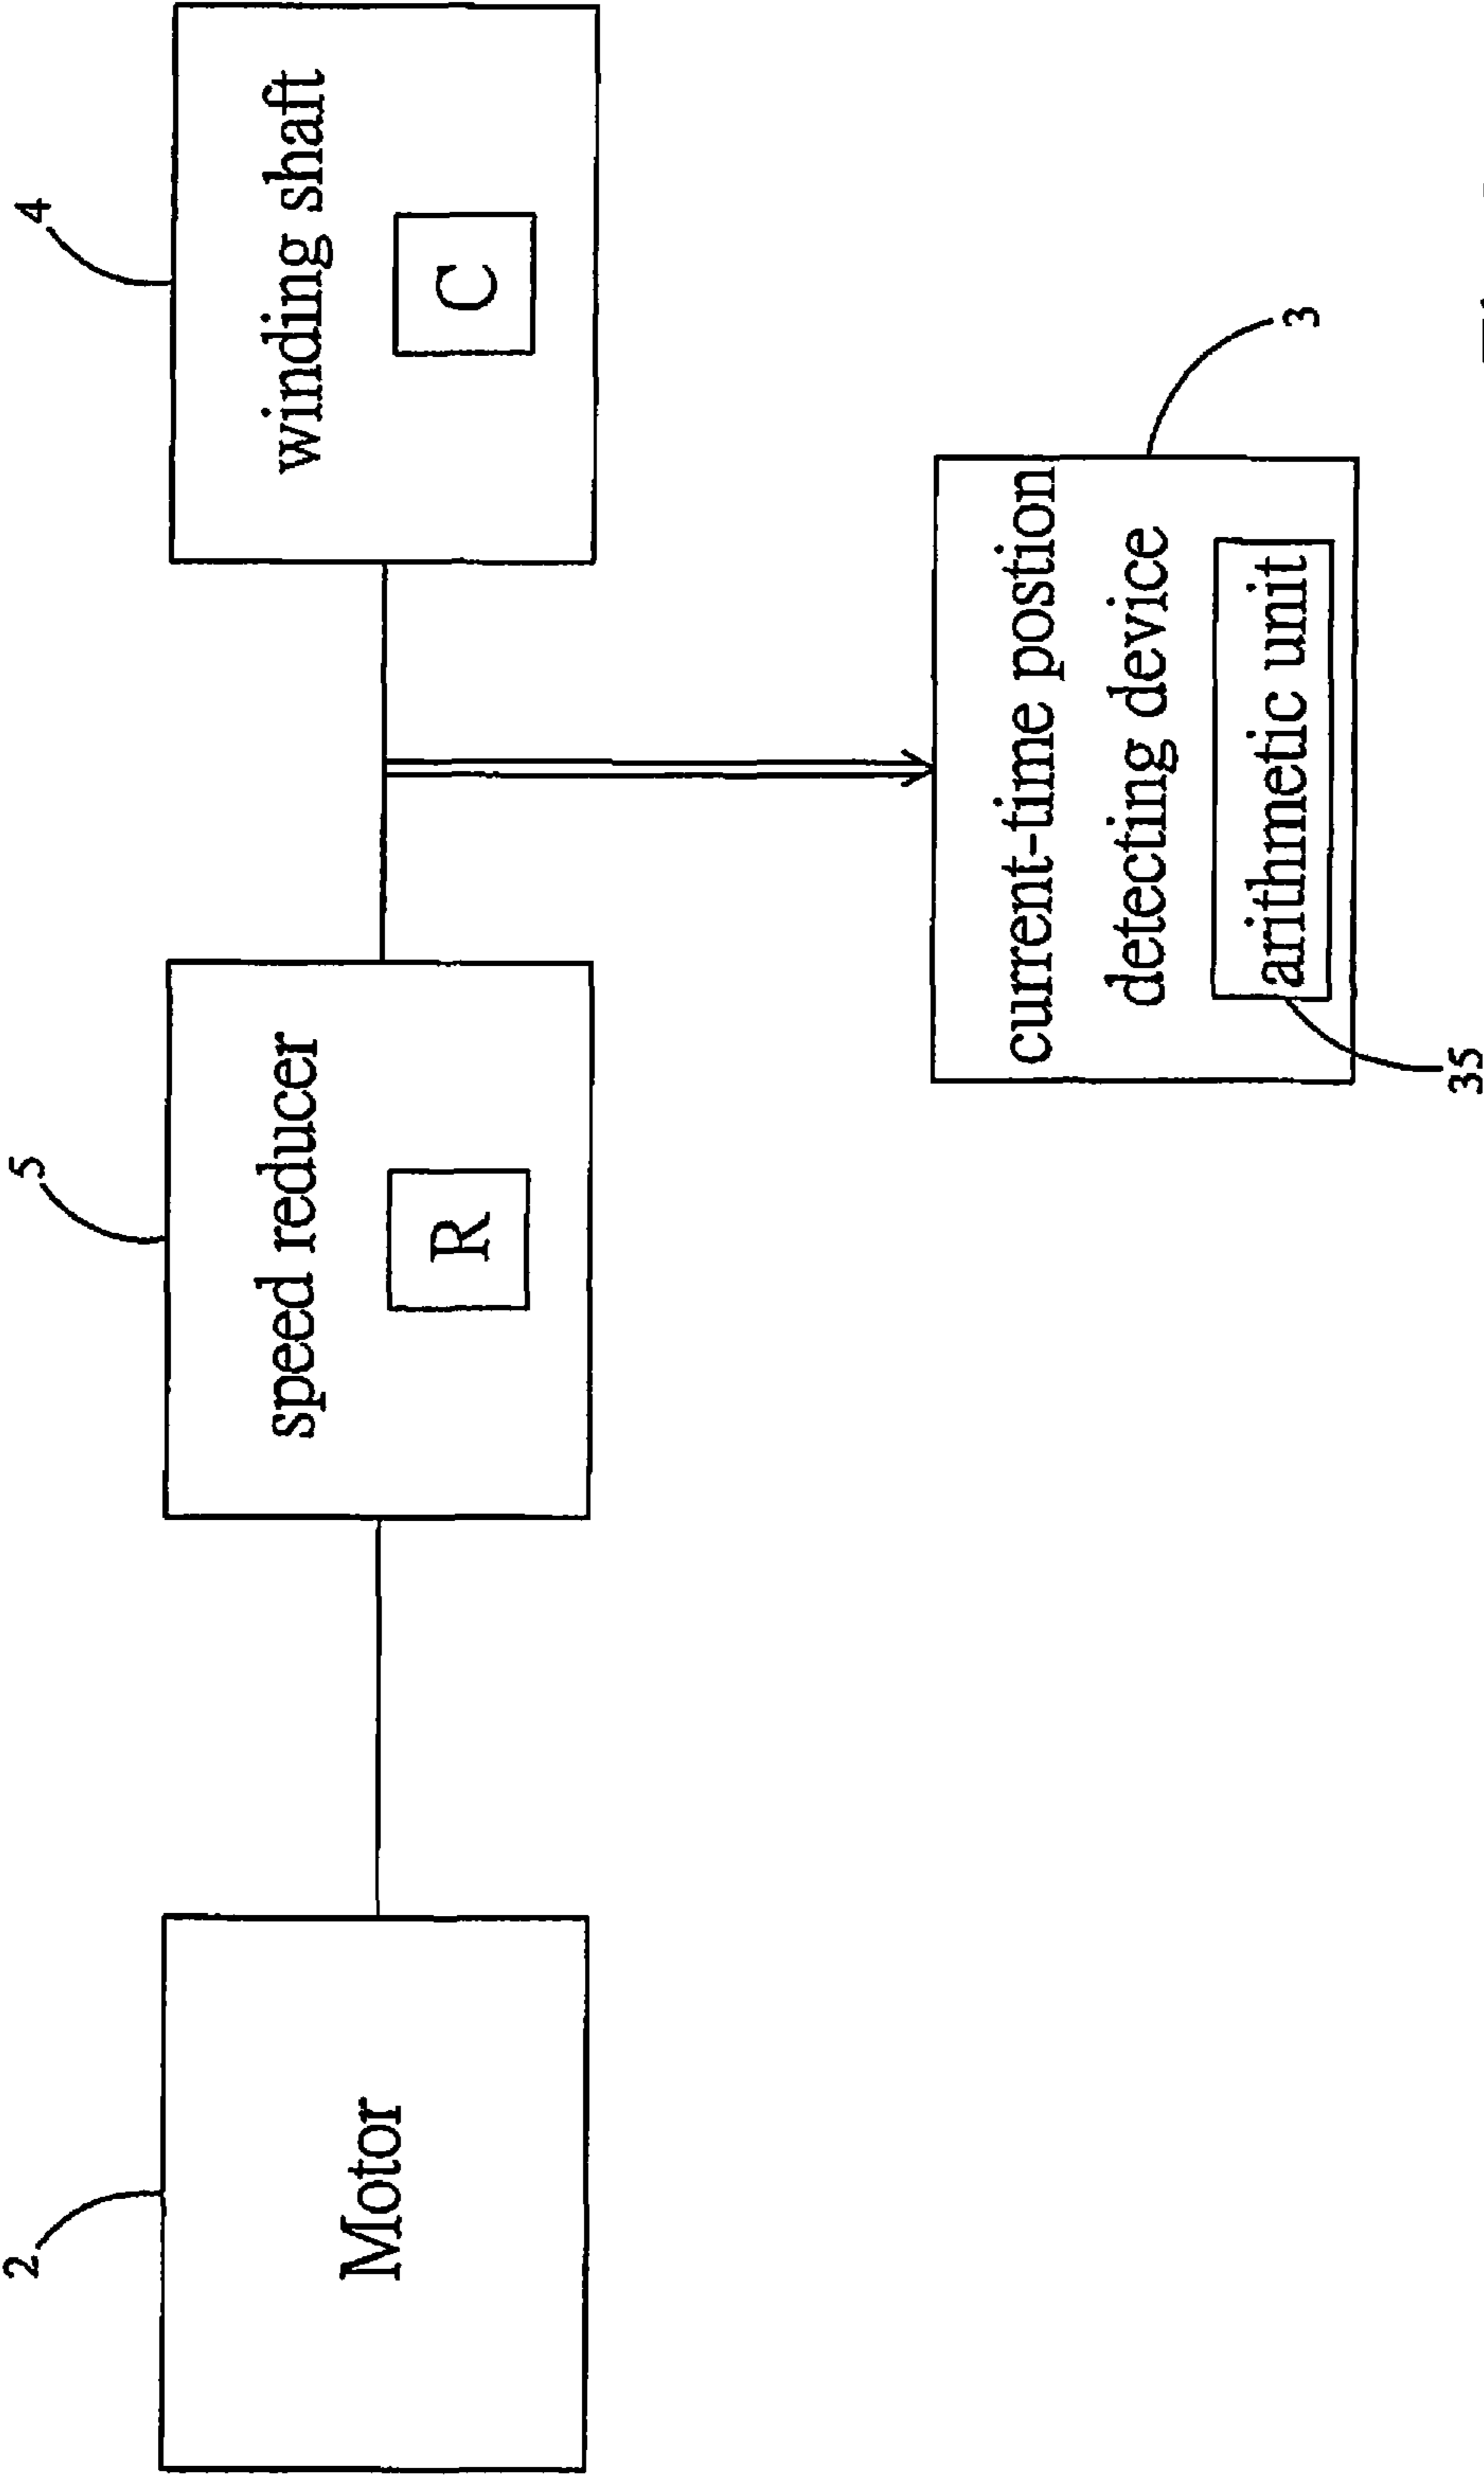 2
Motor
5
speed reducer
R
4
winding shaft
C
3
current-time postion
detecting device
arithmetic unit
35